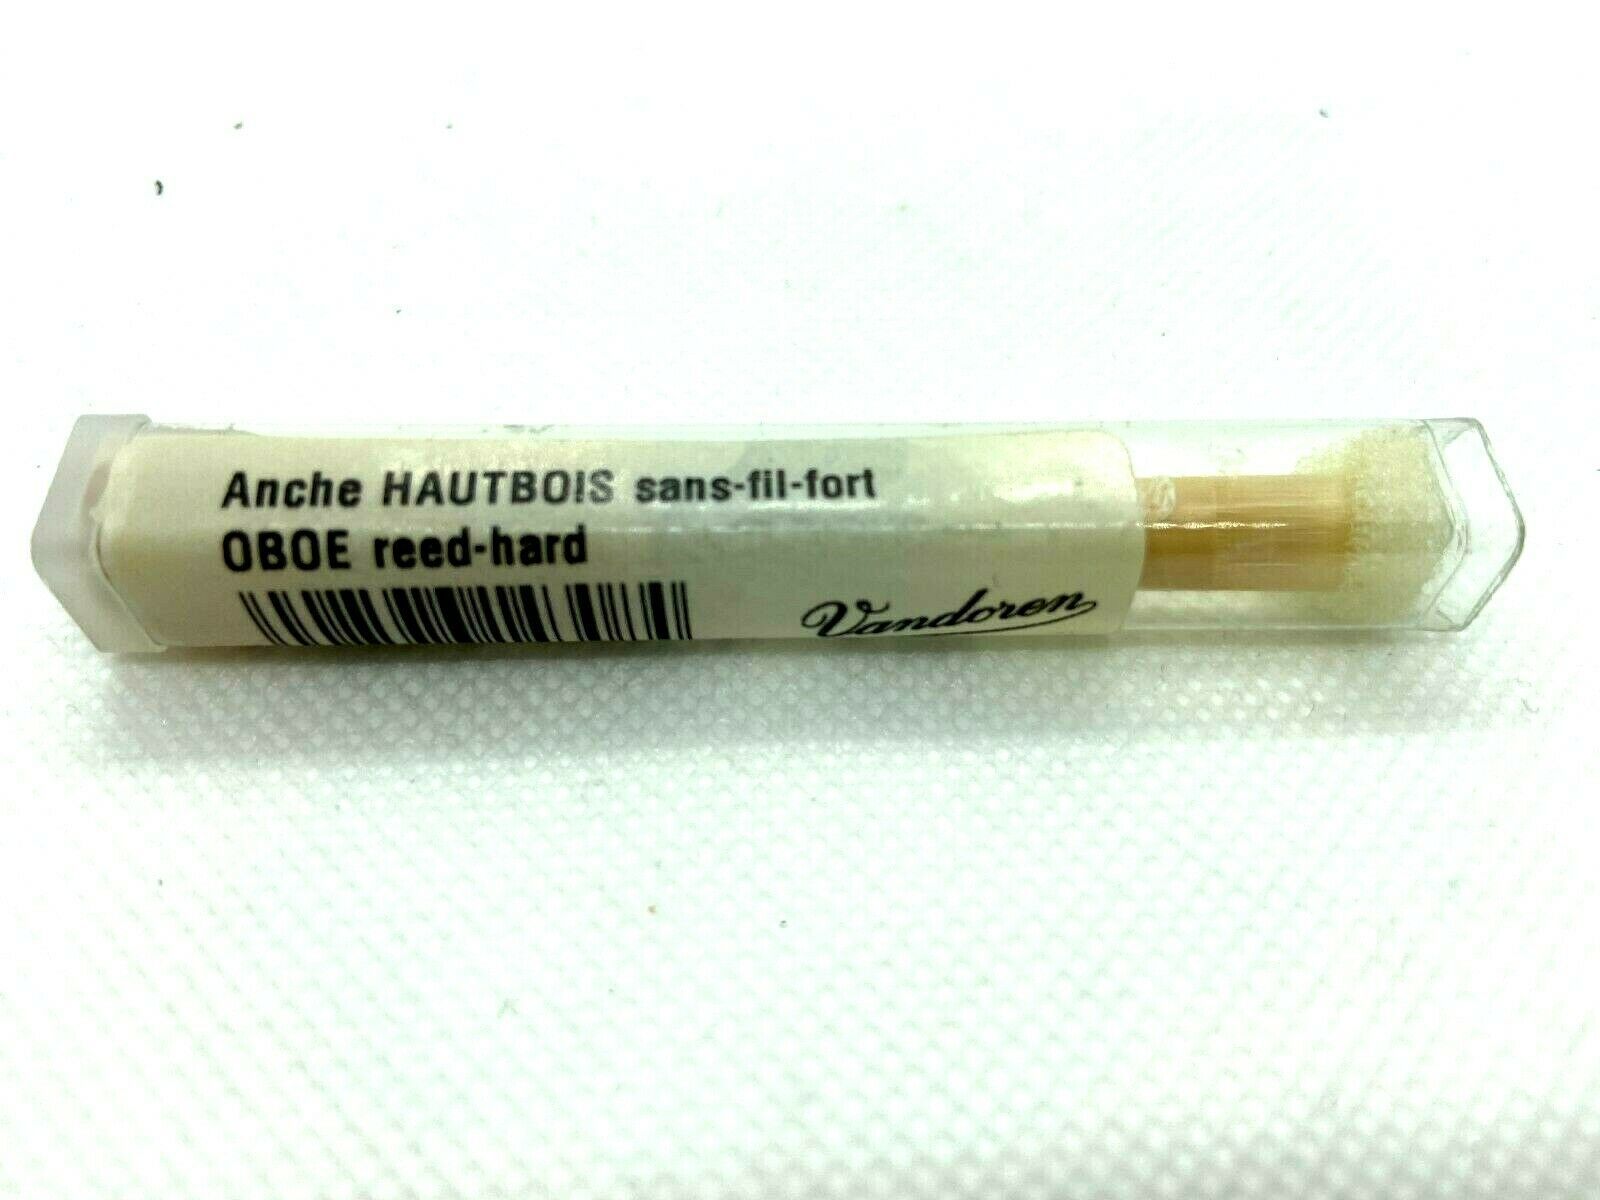 Anche HAUTBOIS sans-fil-fort
OBOE reed-hard
Vandoren